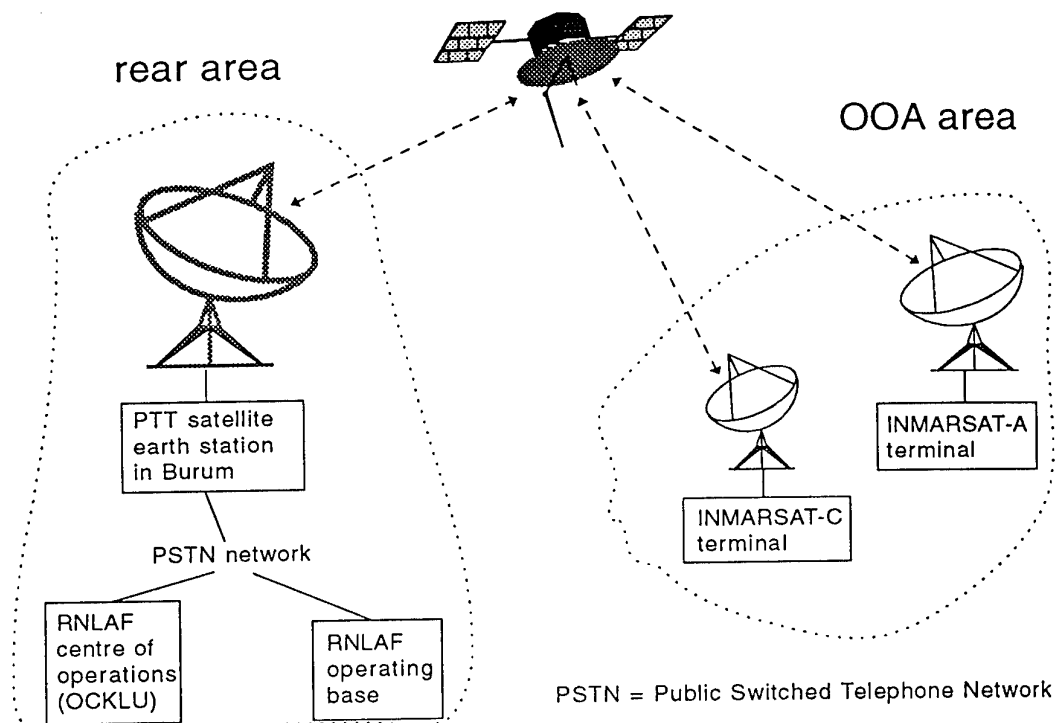 rear area
OOA area
PTT satellite
earth station
in Burum
INMARSAT-A
terminal
INMARSAT-C
terminal
PSTN network
RNLAF
centre of
operations
(OCKLU)
RNLAF
operating
base
PSTN = Public Switched Telephone Network